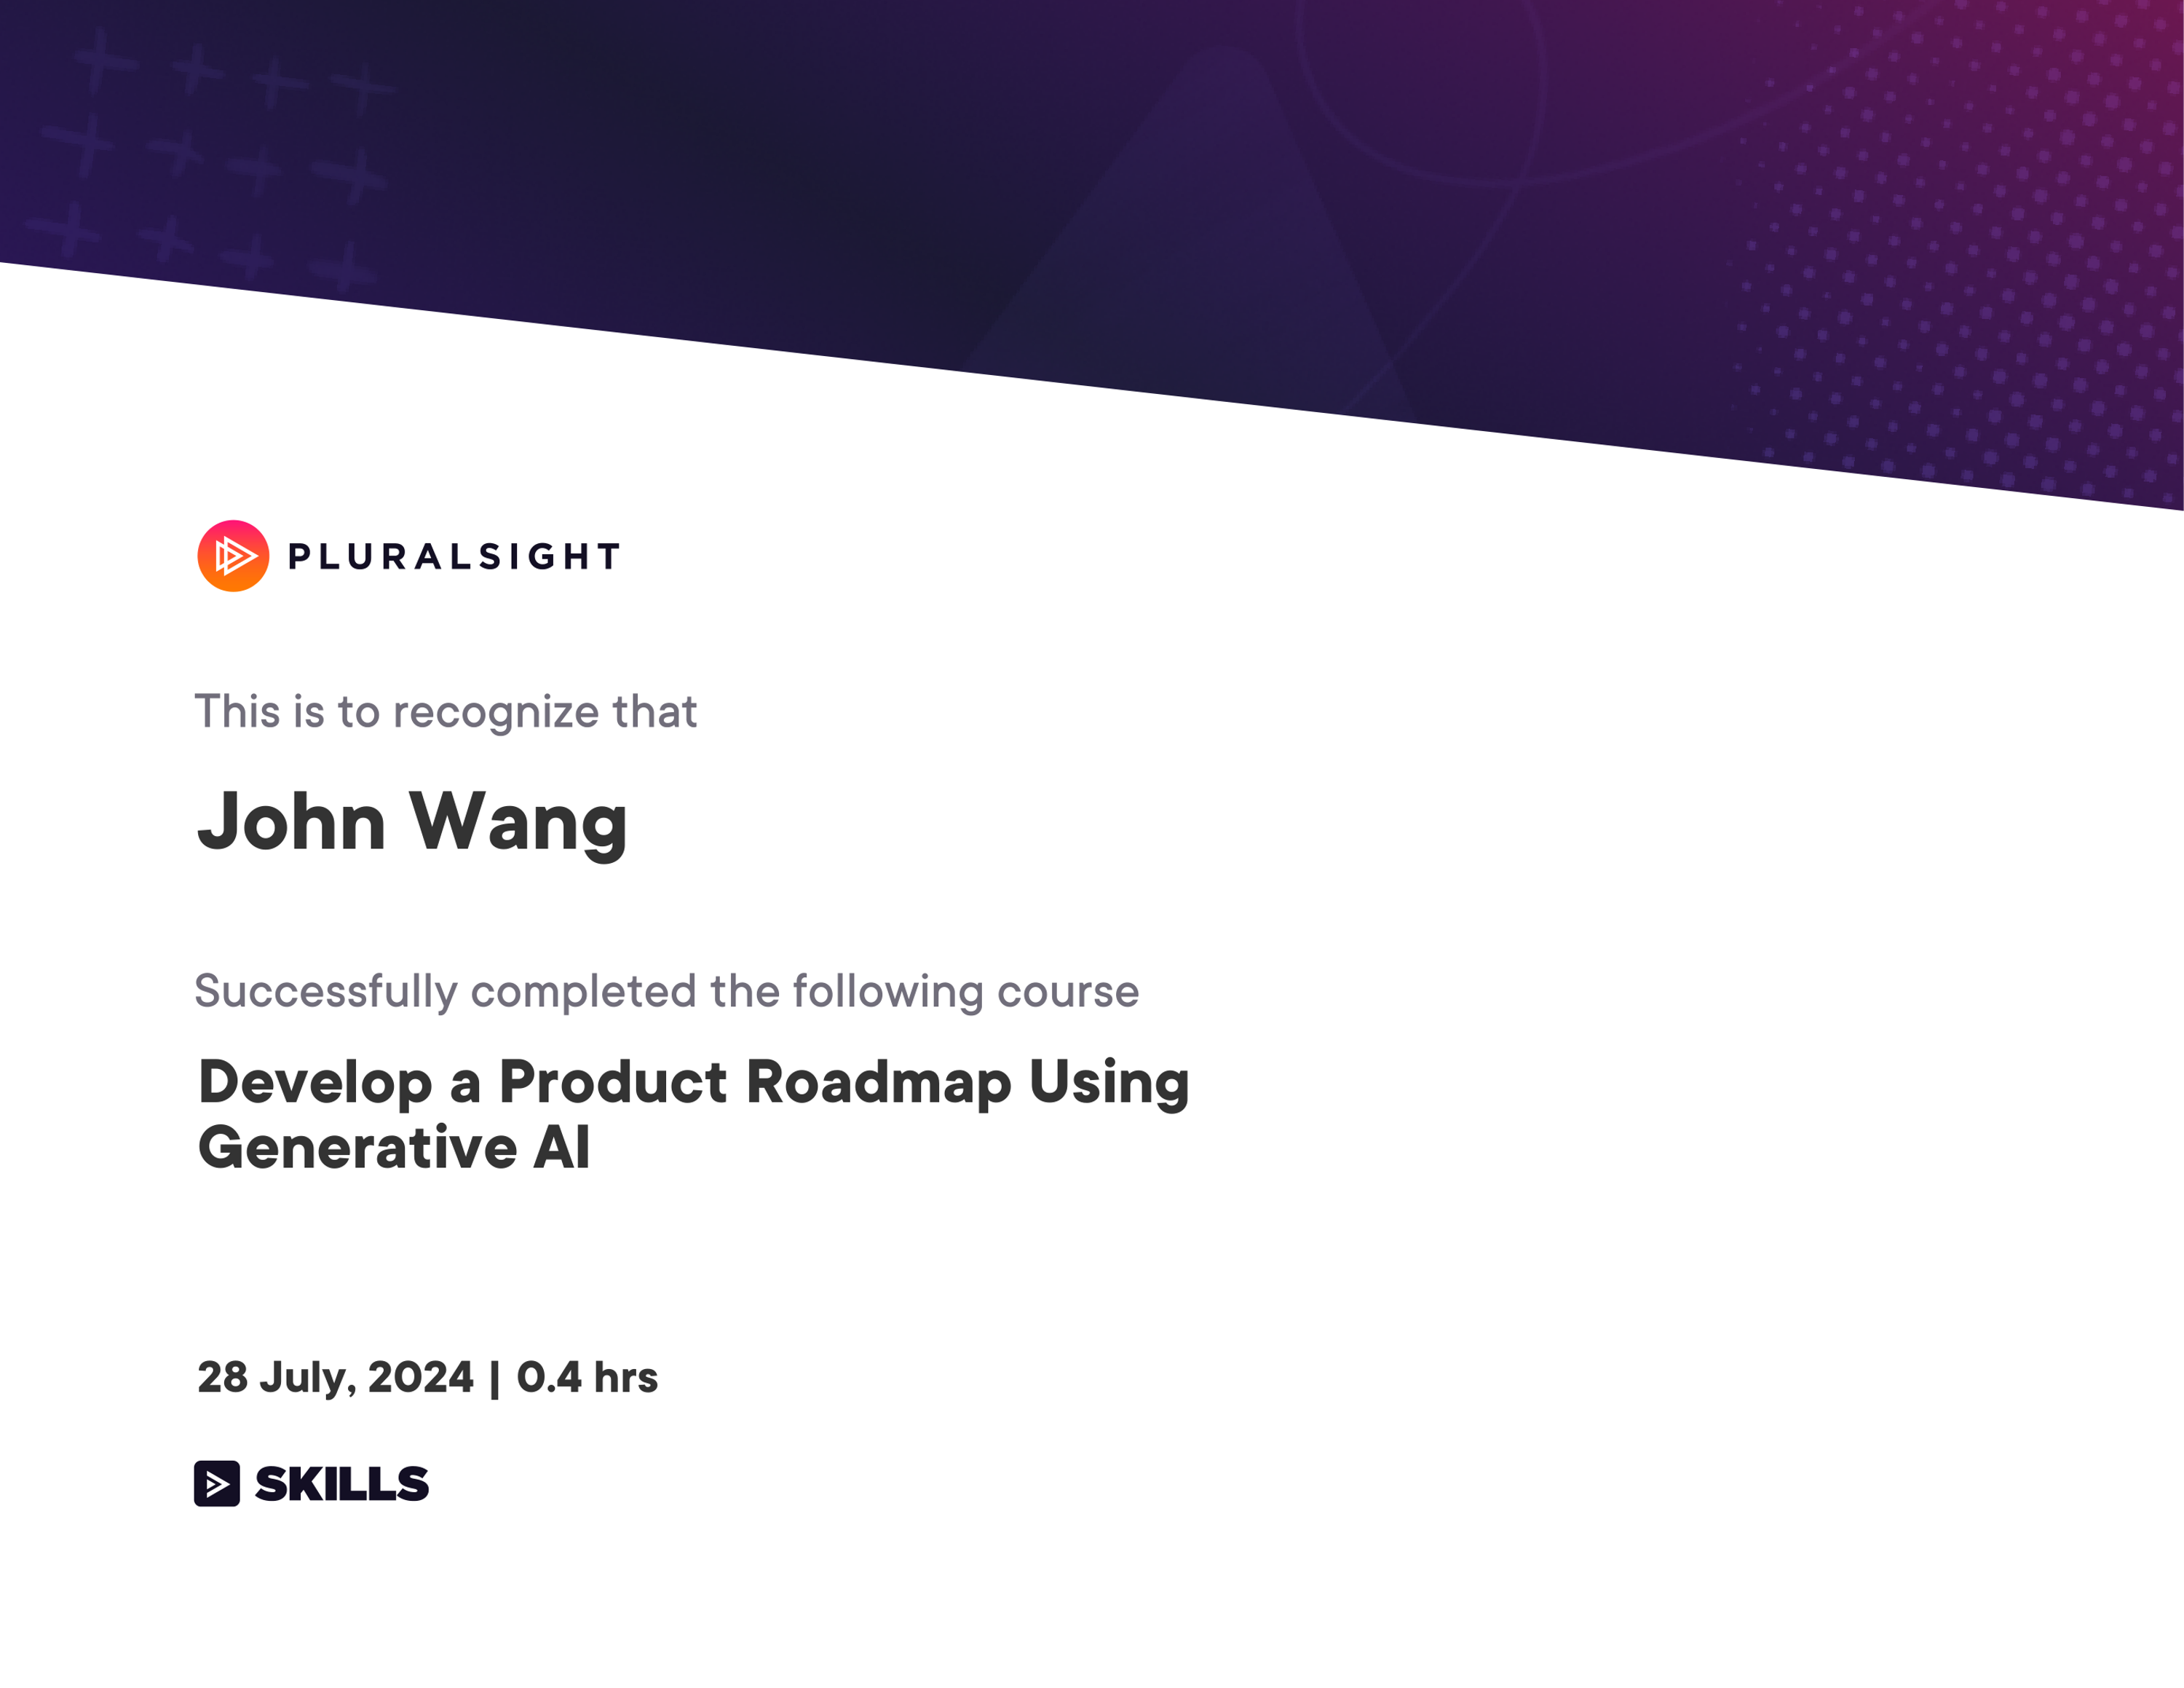 PLURALSIGHT
This is to recognize that
John Wang
Successfully completed the following course
Develop a Product Roadmap Using
Generative AI
28 July, 2024 | 0.4 hrs
SKILLS